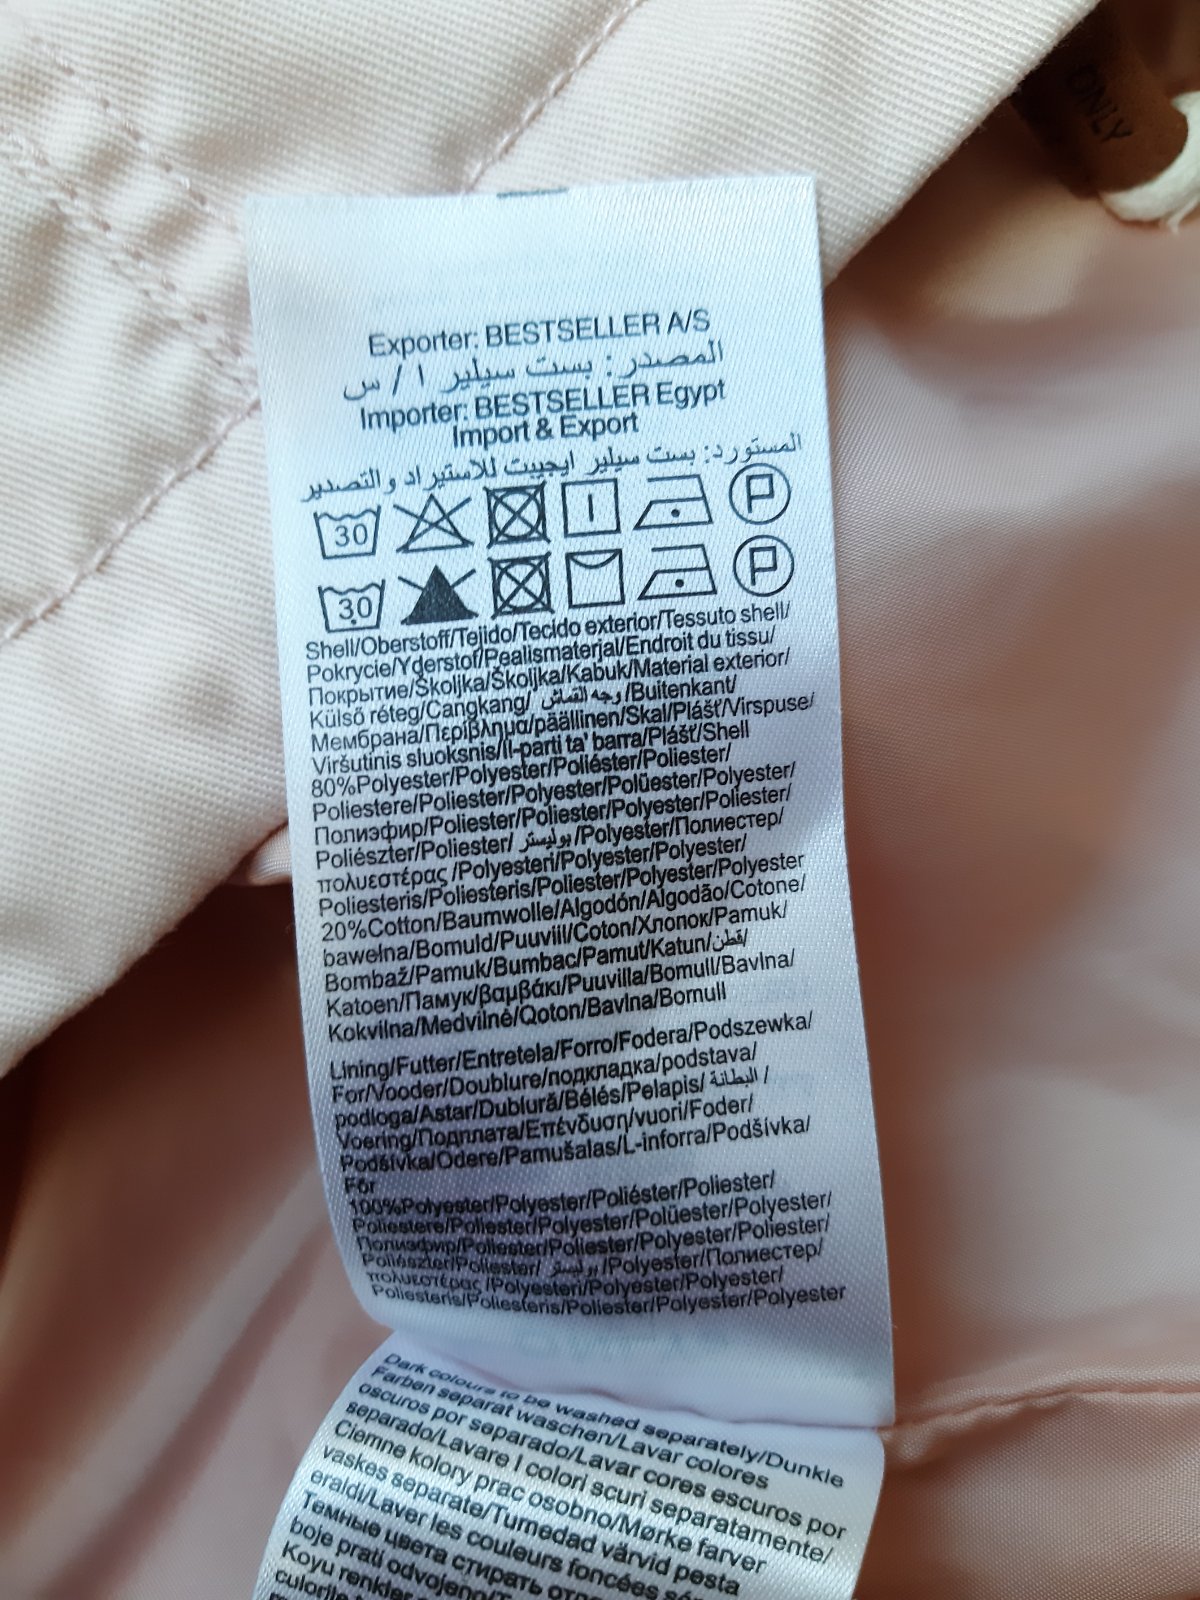 ONLY
Exporter: BESTSELLER A/S
المصدر: بست سيلير ا / س
Importer: BESTSELLER Egypt
Import & Export
المستورد: بست سيلير ايجيبت للاستيراد والتصدير
30
30
Shell/Oberstoff/Tejido/Tecido exterior/Tessuto shell/
Pokrycie/Yderstof/Pealismaterjal/Endroit du tissu/
Покрытие/Školjka/Školjka/Kabuk/Material exterior/
Külső réteg/Cangkang/ وجه القماش /Buitenkant/
Мембрана/Περίβλημα/päällinen/Skal/Plášť/Virspuse/
Viršutinis sluoksnis/Il-parti ta' barra/Plášť/Shell
80%Polyester/Polyester/Poliéster/Poliester/
Poliestere/Poliester/Polyester/Polüester/Polyester/
Полиэфир/Poliester/Poliester/Polyester/Poliester/
Poliészter/Poliester/ بوليستر /Polyester/Полиестер/
πολυεστέρας /Polyesteri/Polyester/Polyester/
Poliesteris/Poliesteris/Poliester/Polyester/Polyester
20%Cotton/Baumwolle/Algodón/Algodão/Cotone/
bawełna/Bomuld/Puuvill/Coton/Хлопок/Pamuk/
Bombaž/Pamuk/Bumbac/Pamut/Katun/قطن/
Katoen/Памук/βαμβάκι/Puuvilla/Bomull/Bavlna/
Kokvilna/Medvilnė/Qoton/Bavlna/Bomull
Lining/Futter/Entretela/Forro/Fodera/Podszewka/
For/Vooder/Doublure/подкладка/podstava/
podloga/Astar/Dublură/Bélés/Pelapis/ البطانة /
Voering/Подплата/Επένδυση/vuori/Foder/
Podšívka/Odere/Pamušalas/L-inforra/Podšívka/
Fór
100%Polyester/Polyester/Poliéster/Poliester/
Poliestere/Poliester/Polyester/Polüester/Polyester/
Полиэфир/Poliester/Poliester/Polyester/Poliester/
Poliészter/Poliester/ بوليستر /Polyester/Полиестер/
πολυεστέρας /Polyesteri/Polyester/Polyester/
Poliesteris/Poliesteris/Poliester/Polyester/Polyester
Dark colours to be washed separately/Dunkle
Farben separat waschen/Lavar colores
oscuros por separado/Lavar cores escuros por
separado/Lavare I colori scuri separatamente/
Ciemne kolory prac osobno/Mørke farver
vaskes separate/Tumedad värvid pesta
eraldi/Laver les couleurs foncées
Темные цвета стирать
boje prati odvojeno/
Koyu renkler